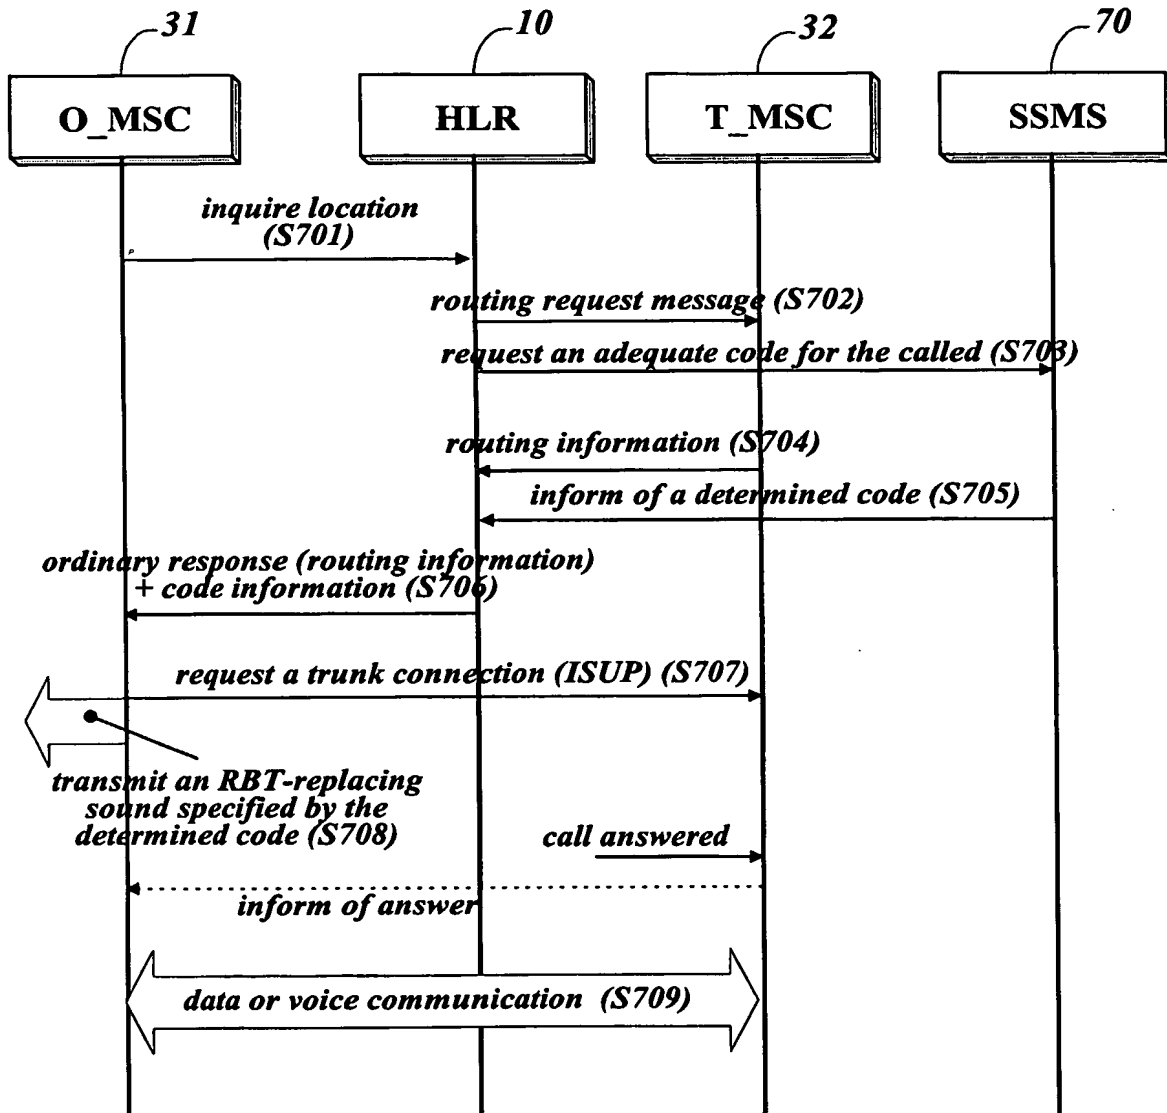 31
10
32
70
O_MSC
HLR
T_MSC
SSMS
inquire location
(S701)
routing request message (S702)
request an adequate code for the called (S703)
routing information (S704)
inform of a determined code (S705)
ordinary response (routing information)
+ code information (S706)
request a trunk connection (ISUP) (S707)
transmit an RBT-replacing
sound specified by the
determined code (S708)
call answered
inform of answer
data or voice communication (S709)